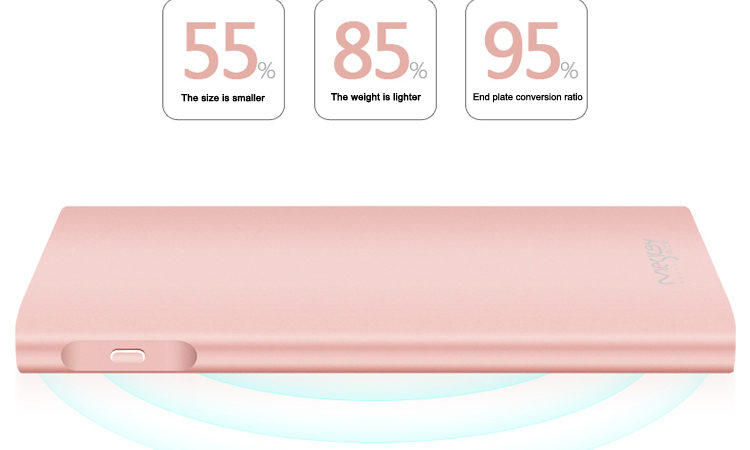 55%
The size is smaller
85%
The weight is lighter
95%
End plate conversion ratio